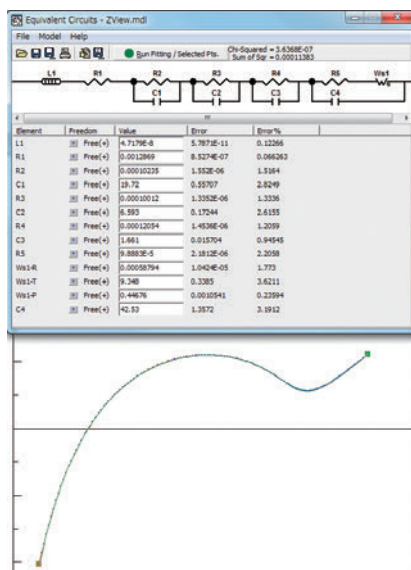 Equivalent Circuits - ZView.mdl
File Model Help
Run Fitting / Selected Pts. Chi-Squared = 3.6368E-07
Sum of Sqr = 0.00011383
L1 R1 R2 R3 R4 R5 Ws1
C1 C2 C3 C4
Element Freedom Value Error Error%
L1 Free(+) 4.7179E-8 5.7871E-11 0.12266
R1 Free(+) 0.0012869 8.5274E-07 0.066263
R2 Free(+) 0.00010235 1.552E-06 1.5164
C1 Free(+) 19.72 0.55707 2.8249
R3 Free(+) 0.00010012 1.3352E-06 1.3336
C2 Free(+) 6.593 0.17244 2.6155
R4 Free(+) 0.00012054 1.4536E-06 1.2059
C3 Free(+) 1.661 0.015704 0.94545
R5 Free(+) 9.8883E-5 2.1812E-06 2.2058
Ws1-R Free(+) 0.00058794 1.0424E-05 1.773
Ws1-T Free(+) 9.348 0.3385 3.6211
Ws1-P Free(+) 0.44676 0.0010541 0.23594
C4 Free(+) 42.53 1.3572 3.1912